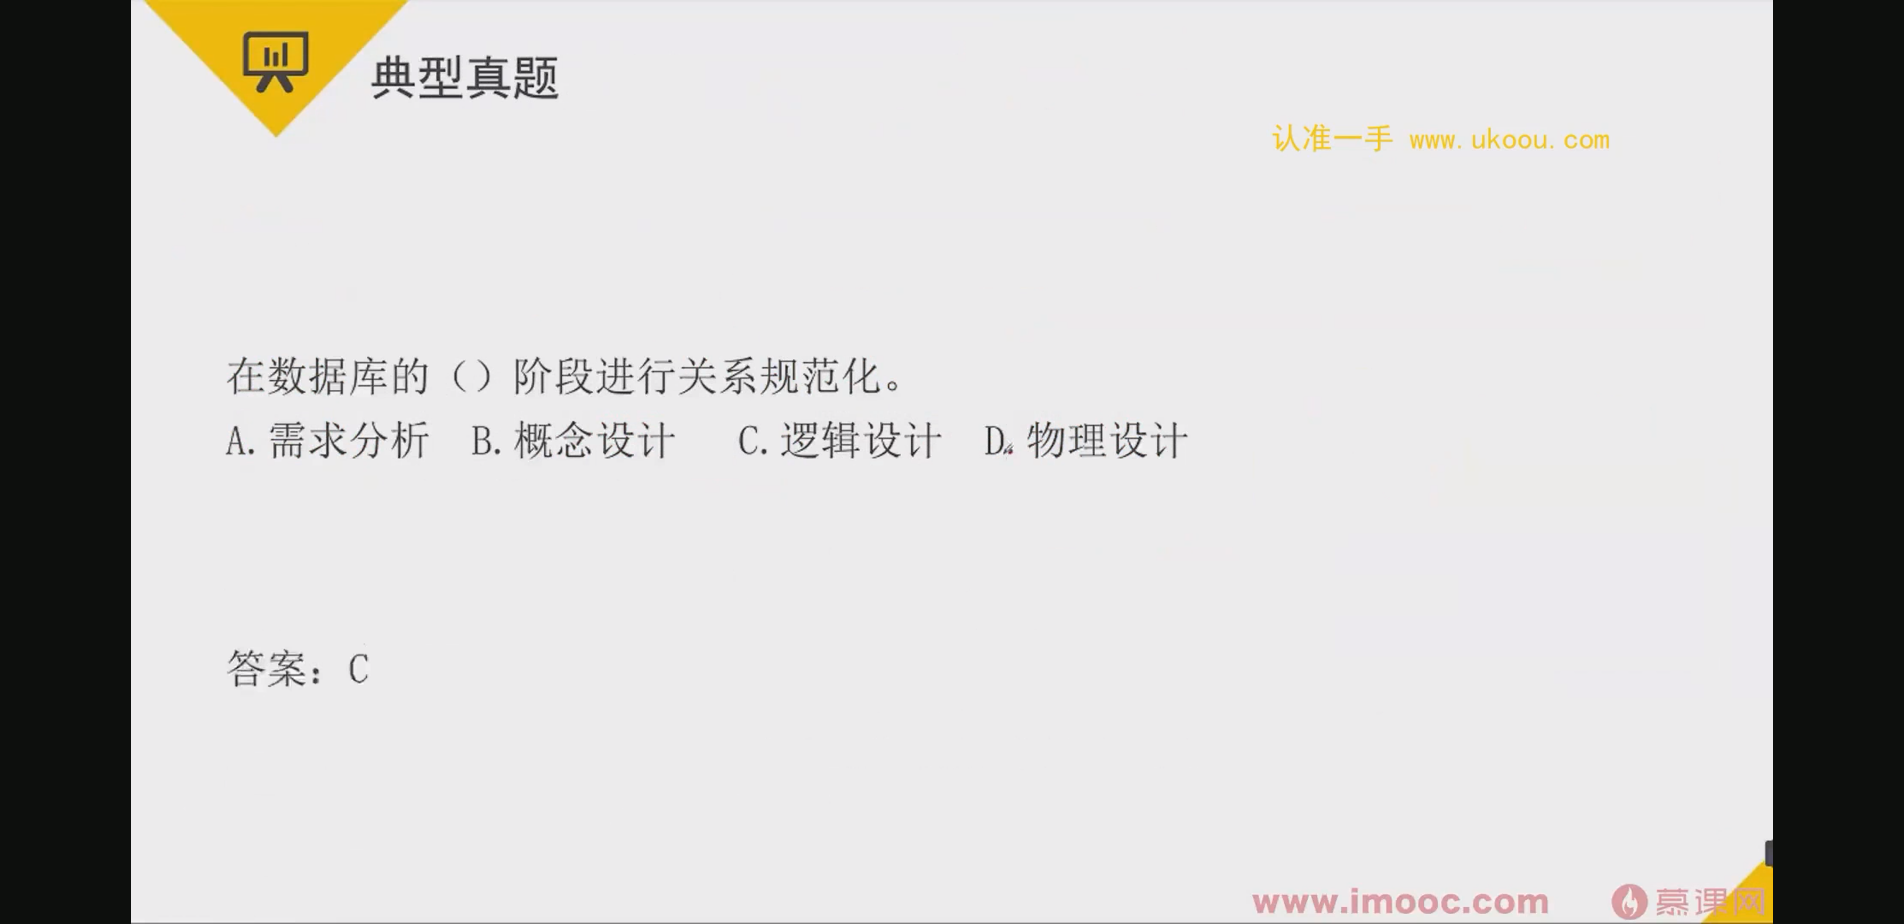 典型真题
认准一手 www.ukoou.com
在数据库的（）阶段进行关系规范化。
A.需求分析 B.概念设计 C.逻辑设计 D.物理设计
答案：C
www.imooc.com 慕课网